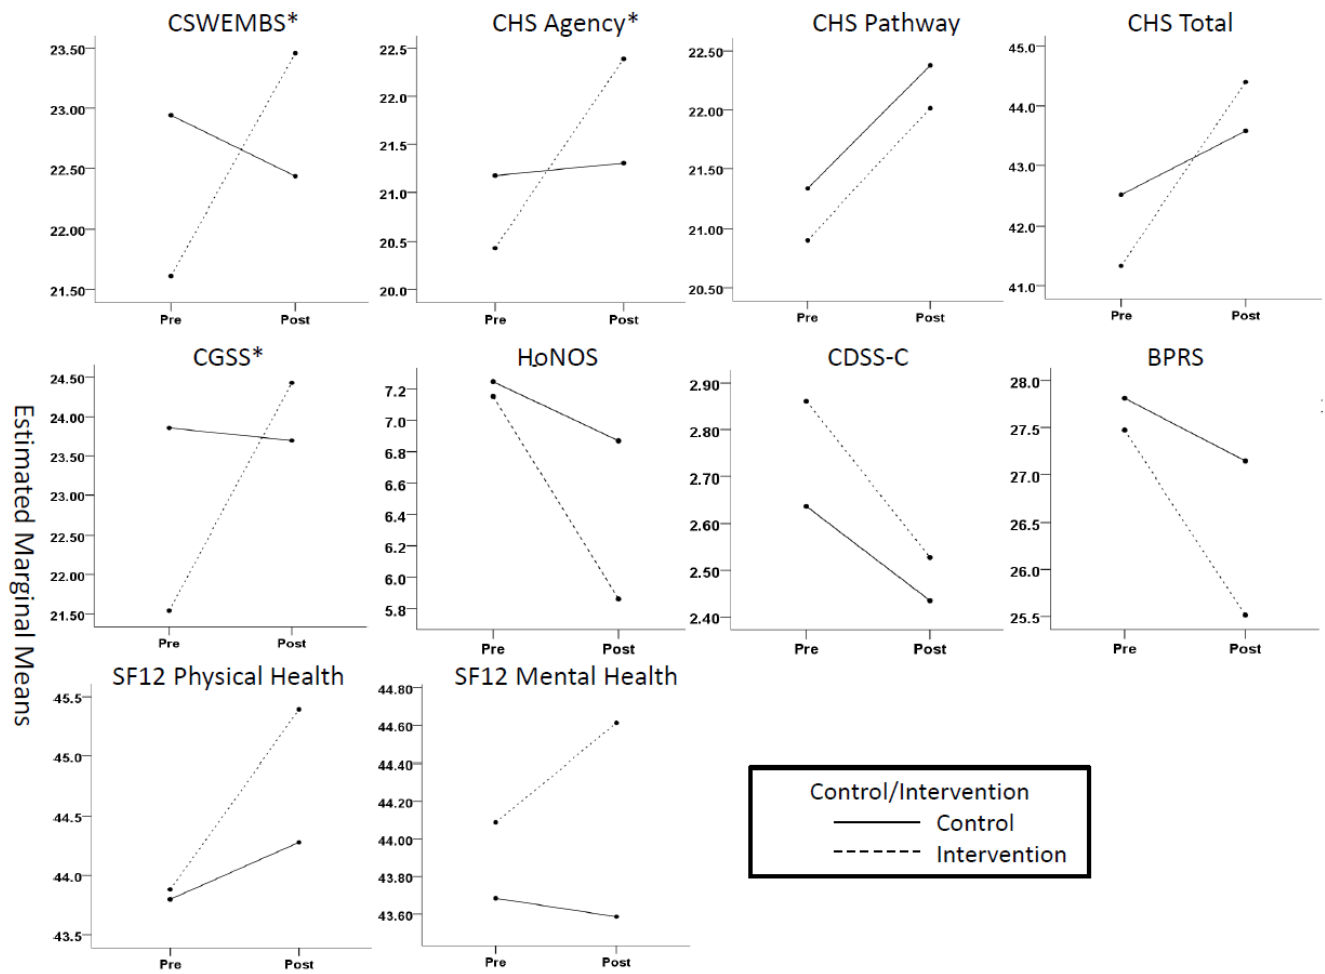 CSWEMBS*
CHS Agency*
CHS Pathway
CHS Total
23.50
23.00
22.50
22.00
21.50
Pre
Post
22.5
22.0
21.5
21.0
20.5
20.0
Pre
Post
22.50
22.00
21.50
21.00
20.50
Pre
Post
45.0
44.0
43.0
42.0
41.0
Pre
Post
Estimated Marginal Means
CGSS*
HoNOS
CDSS-C
BPRS
24.50
24.00
23.50
23.00
22.50
22.00
21.50
Pre
Post
7.2
7.0
6.8
6.6
6.4
6.2
6.0
5.8
Pre
Post
2.90
2.80
2.70
2.60
2.50
2.40
Pre
Post
28.0
27.5
27.0
26.5
26.0
25.5
Pre
Post
SF12 Physical Health
SF12 Mental Health
45.5
45.0
44.5
44.0
43.5
Pre
Post
44.80
44.60
44.40
44.20
44.00
43.80
43.60
Pre
Post
Control/Intervention
Control
Intervention